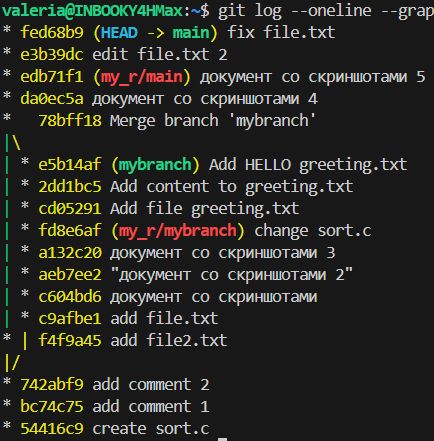 valeria@INBOOKY4HMax:~$ git log --oneline --grap
* fed68b9 (HEAD -> main) fix file.txt
* e3b39dc edit file.txt 2
* edb71f1 (my_r/main) документ со скриншотами 5
* da0ec5a документ со скриншотами 4
*   78bff18 Merge branch 'mybranch'
|\
| * e5b14af (mybranch) Add HELLO greeting.txt
| * 2dd1bc5 Add content to greeting.txt
| * cd05291 Add file greeting.txt
| * fd8e6af (my_r/mybranch) change sort.c
| * a132c20 документ со скриншотами 3
| * aeb7ee2 "документ со скриншотами 2"
| * c604bd6 документ со скриншотами
| * c9afbe1 add file.txt
* | f4f9a45 add file2.txt
|/
* 742abf9 add comment 2
* bc74c75 add comment 1
* 54416c9 create sort.c